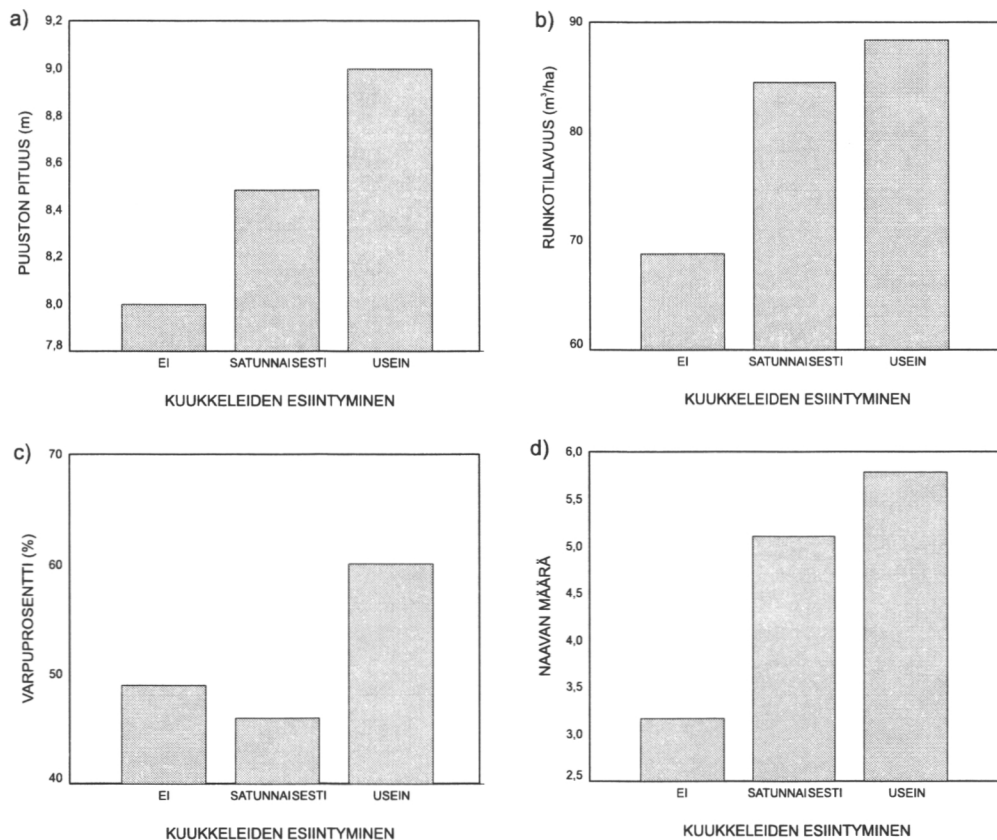 a)
PUUSTON PITUUS (m)
9,2
9,0
8,8
8,6
8,4
8,2
8,0
7,8
EI SATUNNAISESTI USEIN
KUUKKELEIDEN ESIINTYMINEN
b)
RUNKOTILAVUUS (m³/ha)
90
80
70
60
EI SATUNNAISESTI USEIN
KUUKKELEIDEN ESIINTYMINEN
c)
VARPUPROSENTTI (%)
70
60
50
40
EI SATUNNAISESTI USEIN
KUUKKELEIDEN ESIINTYMINEN
d)
NAAVAN MÄÄRÄ
6,0
5,5
5,0
4,5
4,0
3,5
3,0
2,5
EI SATUNNAISESTI USEIN
KUUKKELEIDEN ESIINTYMINEN